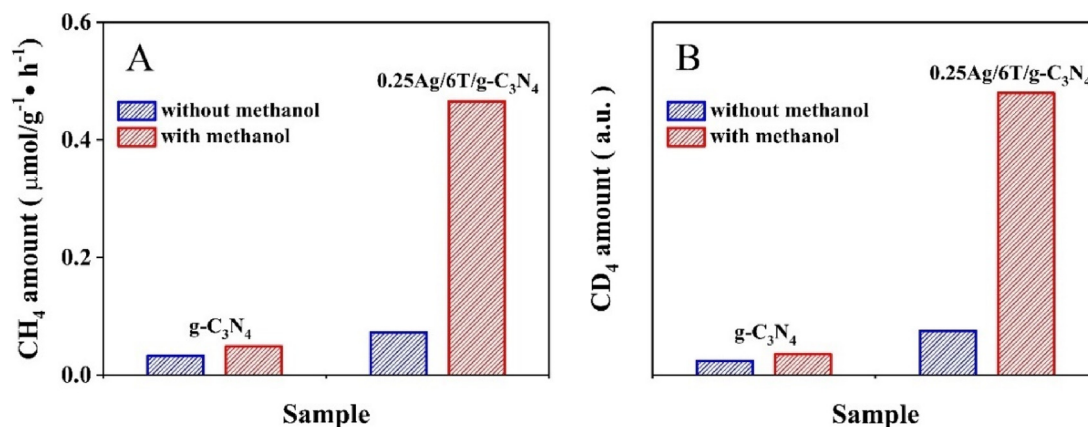 A
CH₄ amount ( μmol/g⁻¹• h⁻¹)
0.6
0.4
0.2
0.0
0.25Ag/6T/g-C₃N₄
without methanol
with methanol
g-C₃N₄
Sample
B
CD₄ amount ( a.u. )
0.25Ag/6T/g-C₃N₄
without methanol
with methanol
g-C₃N₄
Sample